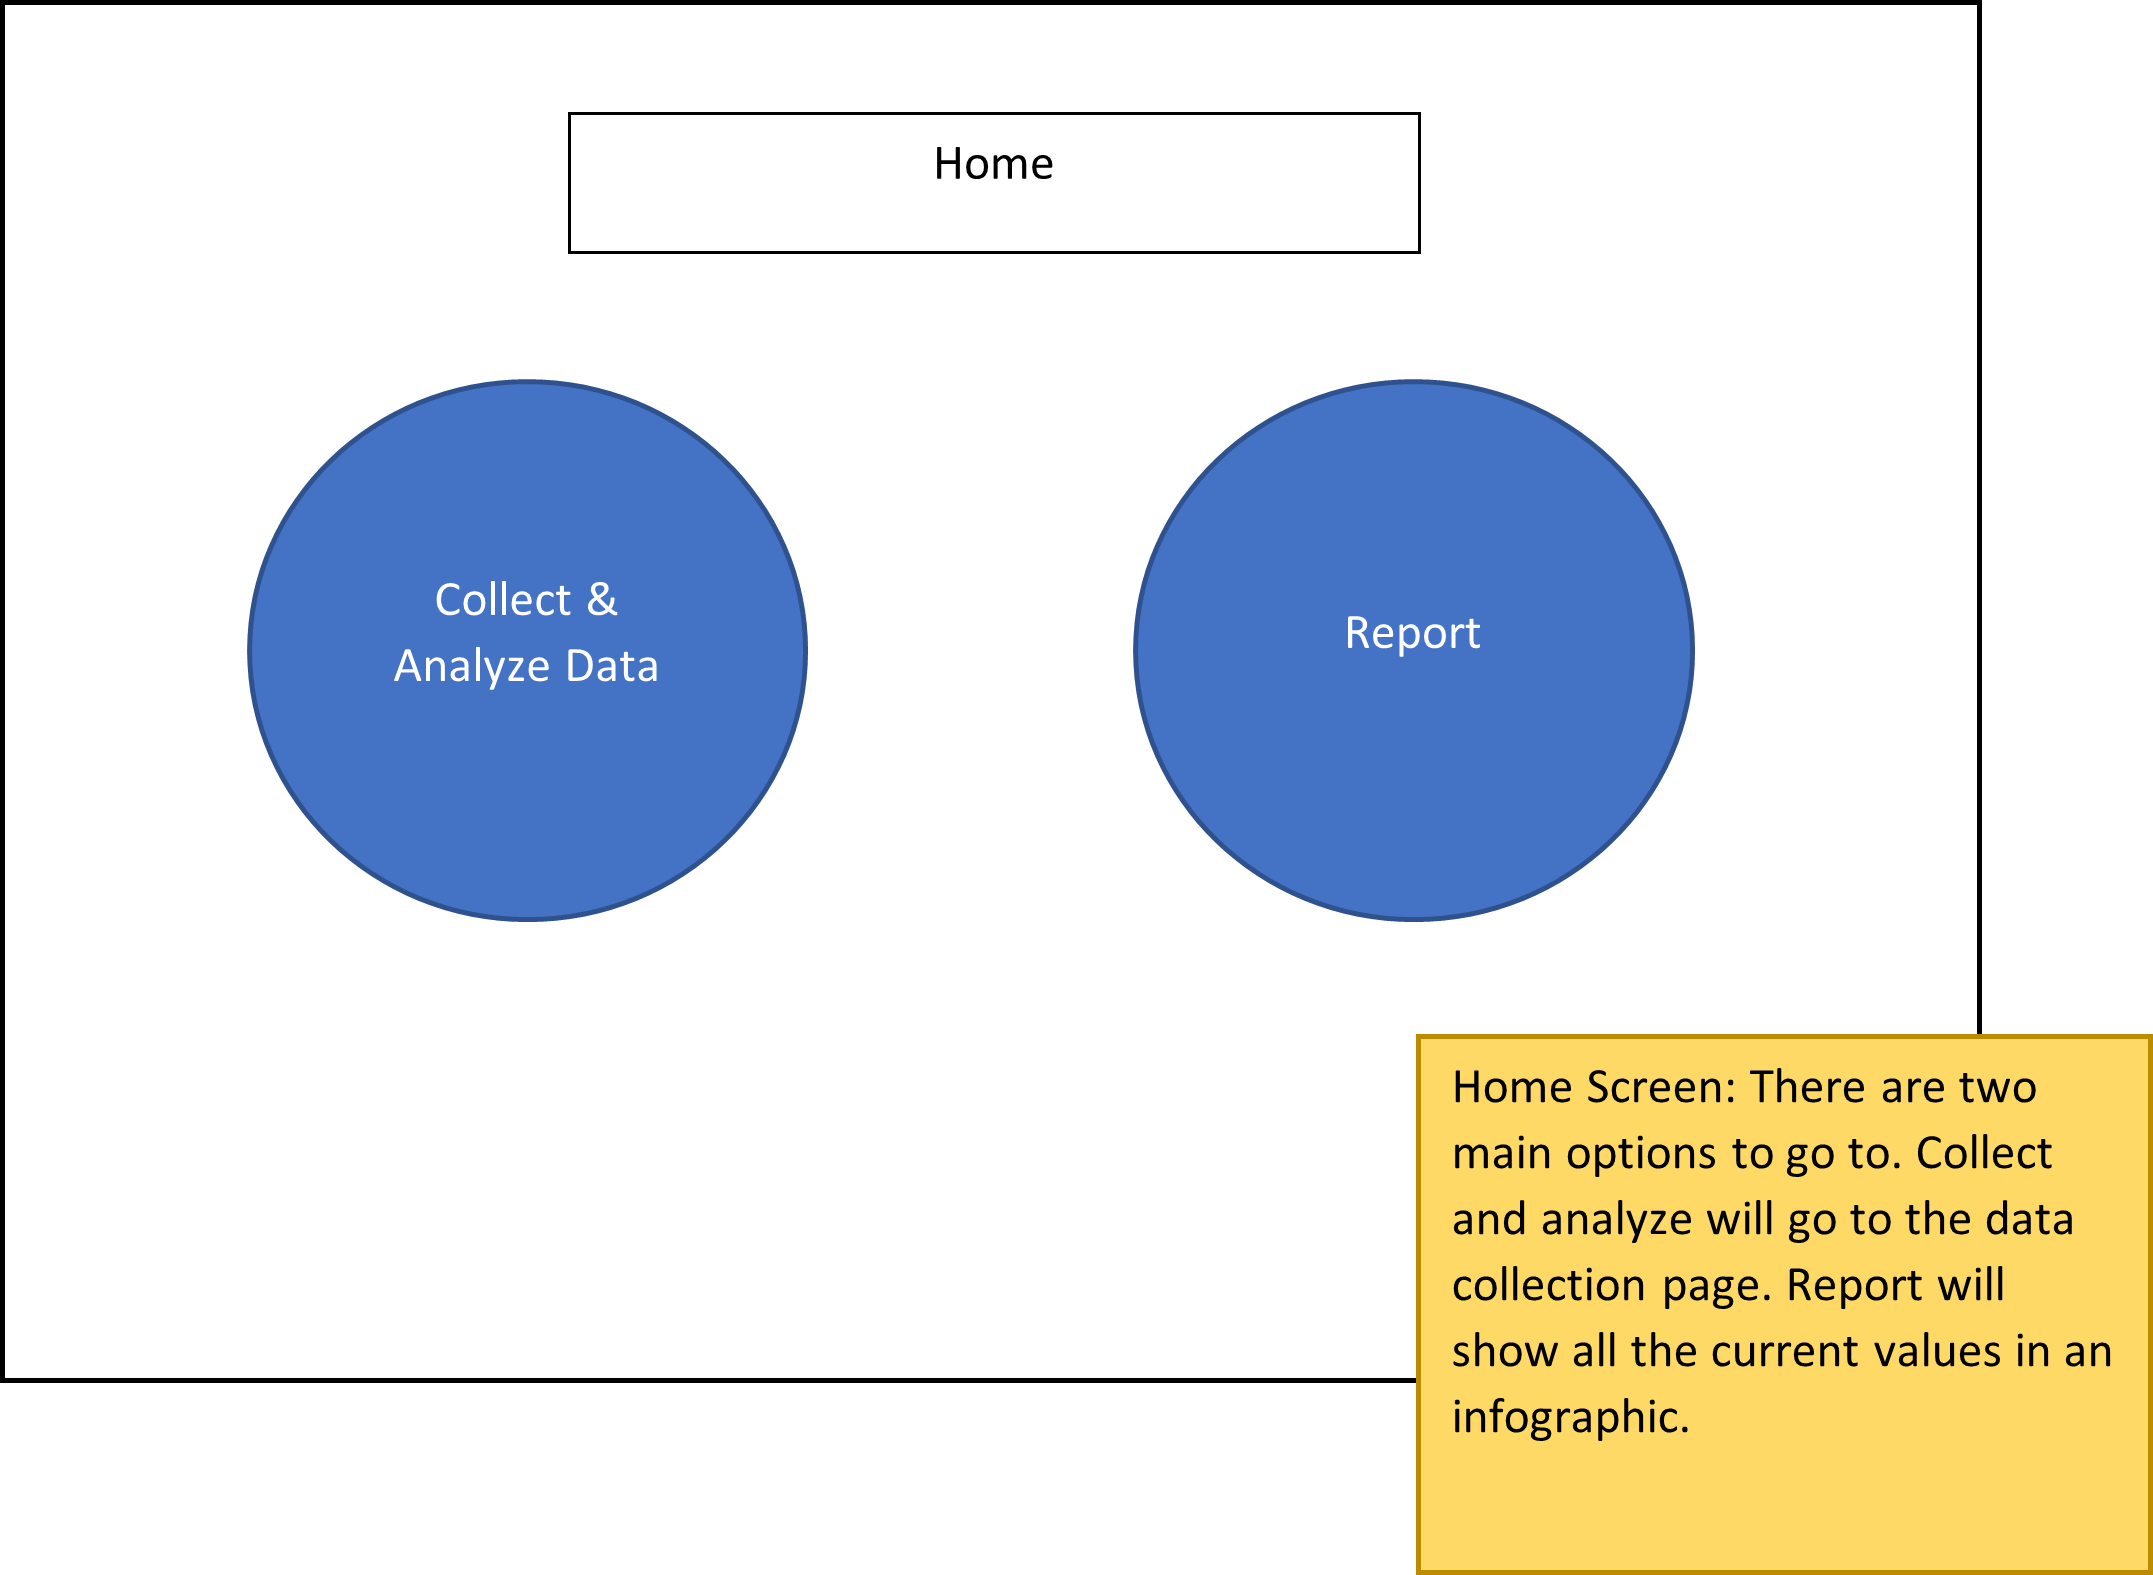 Home
Collect &
Analyze Data
Report
Home Screen: There are two
main options to go to. Collect
and analyze will go to the data
collection page. Report will
show all the current values in an
infographic.